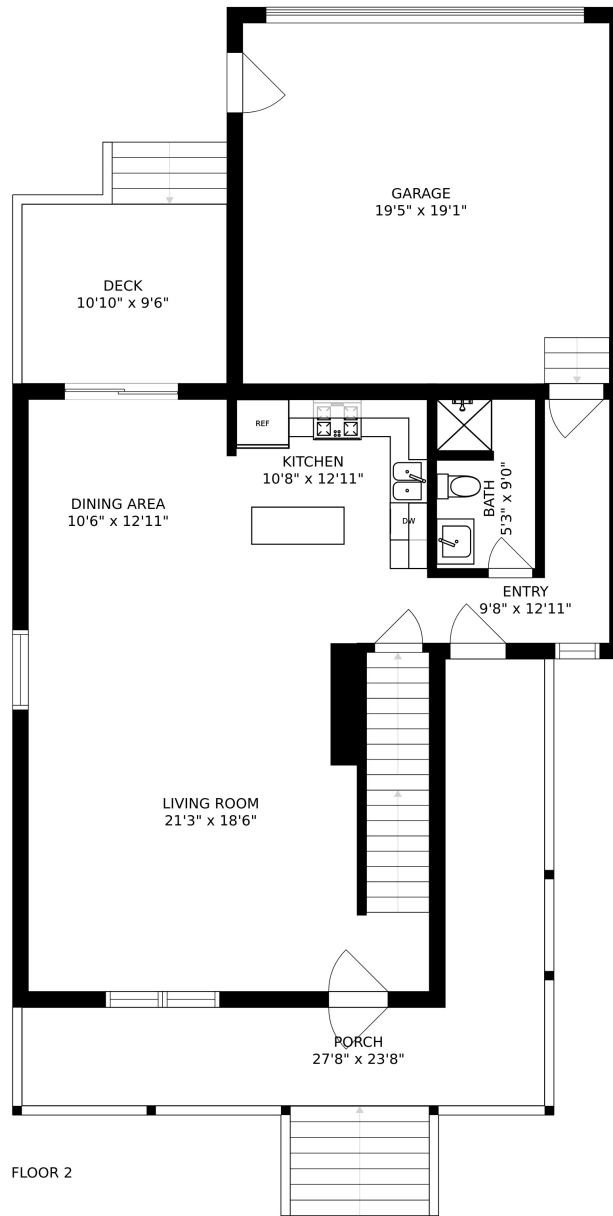 GARAGE
19'5" x 19'1"
DECK
10'10" x 9'6"
REF
KITCHEN
10'8" x 12'11"
DINING AREA
10'6" x 12'11"
DW
BATH
5'3" x 9'0"
ENTRY
9'8" x 12'11"
LIVING ROOM
21'3" x 18'6"
PORCH
27'8" x 23'8"
FLOOR 2